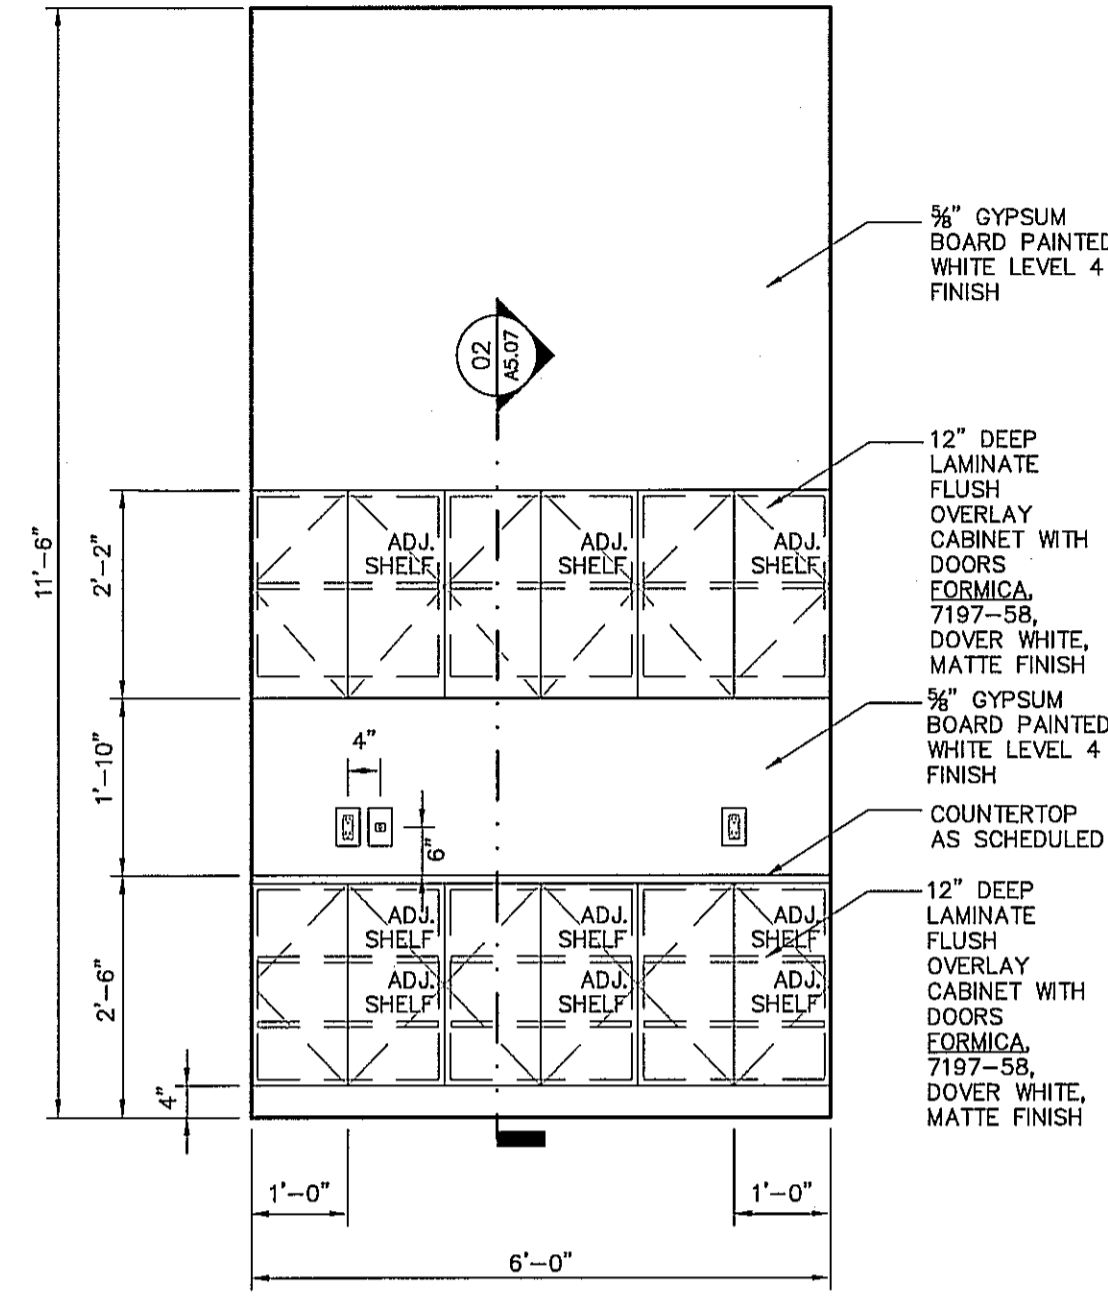 ⅝" GYPSUM
BOARD PAINTED
WHITE LEVEL 4
FINISH
02
A5.07
12" DEEP
LAMINATE
FLUSH
OVERLAY
CABINET WITH
DOORS
FORMICA,
7197-58,
DOVER WHITE,
MATTE FINISH
11'-6"
2'-2"
ADJ.
SHELF
ADJ.
SHELF
ADJ.
SHELF
⅝" GYPSUM
BOARD PAINTED
WHITE LEVEL 4
FINISH
1'-10"
4"
6"
COUNTERTOP
AS SCHEDULED
12" DEEP
LAMINATE
FLUSH
OVERLAY
CABINET WITH
DOORS
FORMICA,
7197-58,
DOVER WHITE,
MATTE FINISH
2'-6"
ADJ.
SHELF
ADJ.
SHELF
ADJ.
SHELF
ADJ.
SHELF
ADJ.
SHELF
ADJ.
SHELF
4"
1'-0"
1'-0"
6'-0"